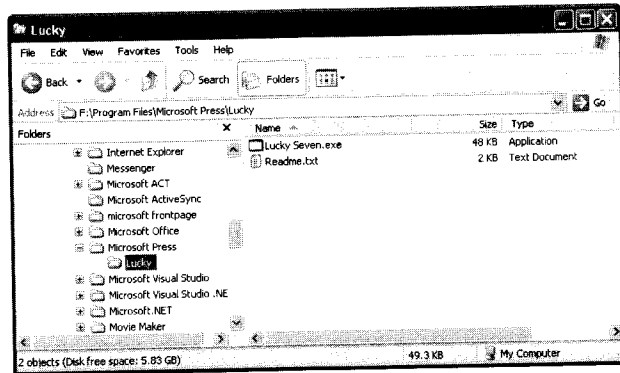 Lucky
File Edit View Favorites Tools Help
Back Search Folders
Address F:\Program Files\Microsoft Press\Lucky Go
Folders x
Name Size Type
Lucky Seven.exe 48 KB Application
Readme.txt 2 KB Text Document
Internet Explorer
Messenger
Microsoft ACT
Microsoft ActiveSync
microsoft frontpage
Microsoft Office
Microsoft Press
Lucky
Microsoft Visual Studio
Microsoft Visual Studio .NE
Microsoft.NET
Movie Maker
2 objects (Disk free space: 5.83 GB) 49.3 KB My Computer